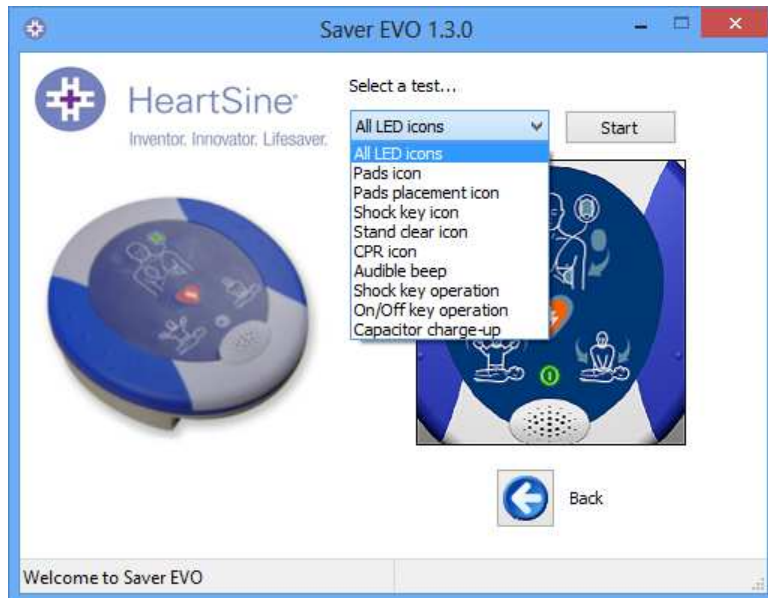 Saver EVO 1.3.0
HeartSine®
Inventor. Innovator. Lifesaver.
Select a test...
All LED icons
Start
All LED icons
Pads icon
Pads placement icon
Shock key icon
Stand clear icon
CPR icon
Audible beep
Shock key operation
On/Off key operation
Capacitor charge-up
Back
Welcome to Saver EVO